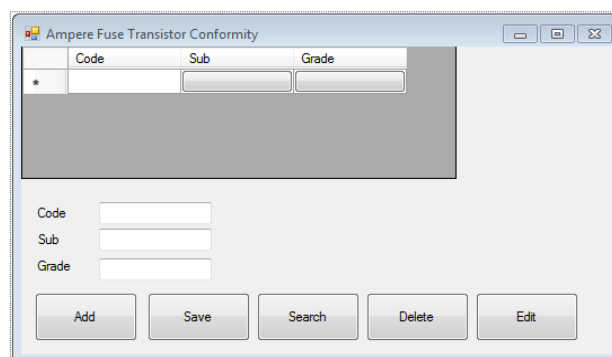 Ampere Fuse Transistor Conformity
Code Sub Grade
*
Code
Sub
Grade
Add Save Search Delete Edit